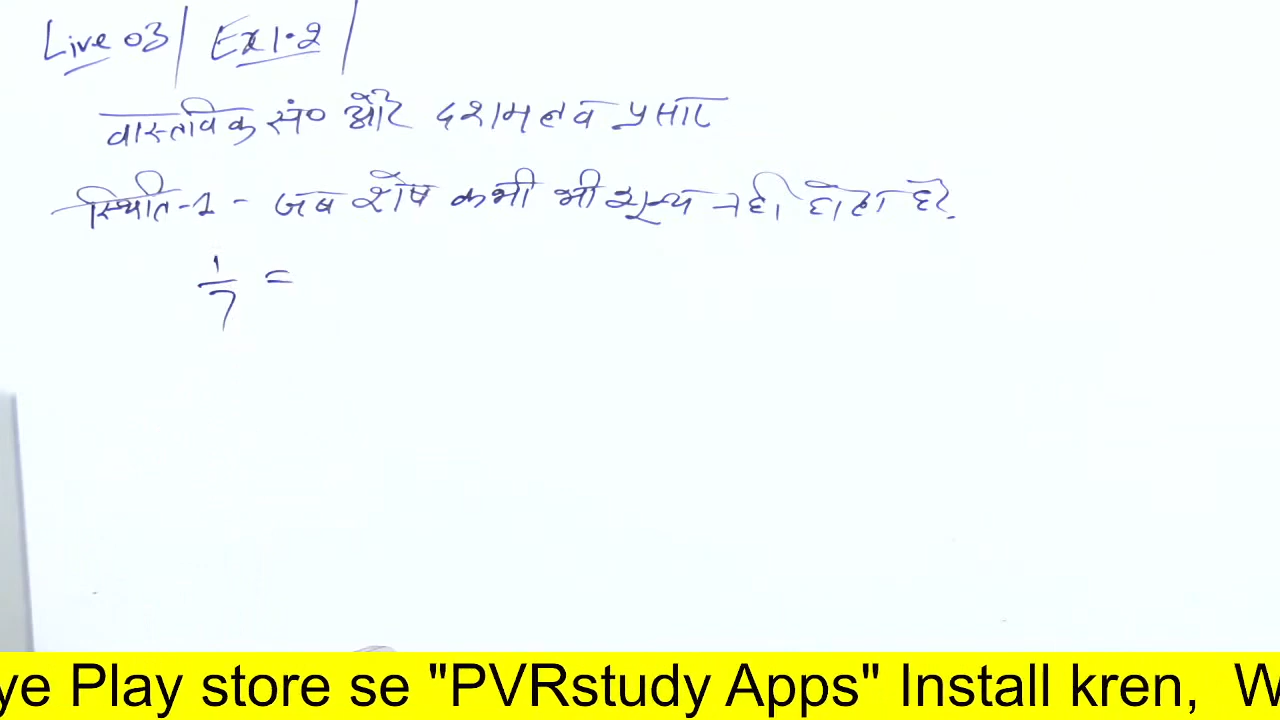 Live 03 | Ex 1.2 |
वास्तविक सं० और दशमलव प्रसार
स्थिति-1 - जब शेष कभी भी शून्य नहीं होता है.
1/7 =
ye Play store se "PVRstudy Apps" Install kren, W